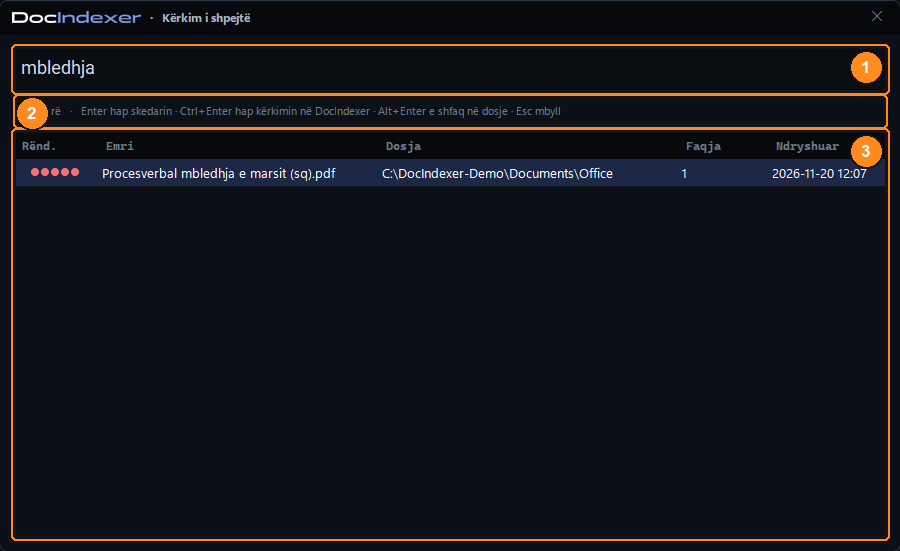 DocIndexer · Kërkim i shpejtë
mbledhja
1
2
rë · Enter hap skedarin · Ctrl+Enter hap kërkimin në DocIndexer · Alt+Enter e shfaq në dosje · Esc mbyll
Rënd. Emri Dosja Faqja Ndryshuar
3
Procesverbal mbledhja e marsit (sq).pdf C:\DocIndexer-Demo\Documents\Office 1 2026-11-20 12:07